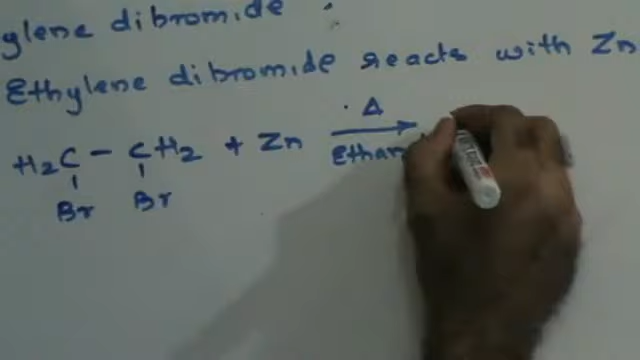 ylene dibromide.
Ethylene dibromide reacts with Zn
Δ
H2C - CH2 + Zn →
Br Br